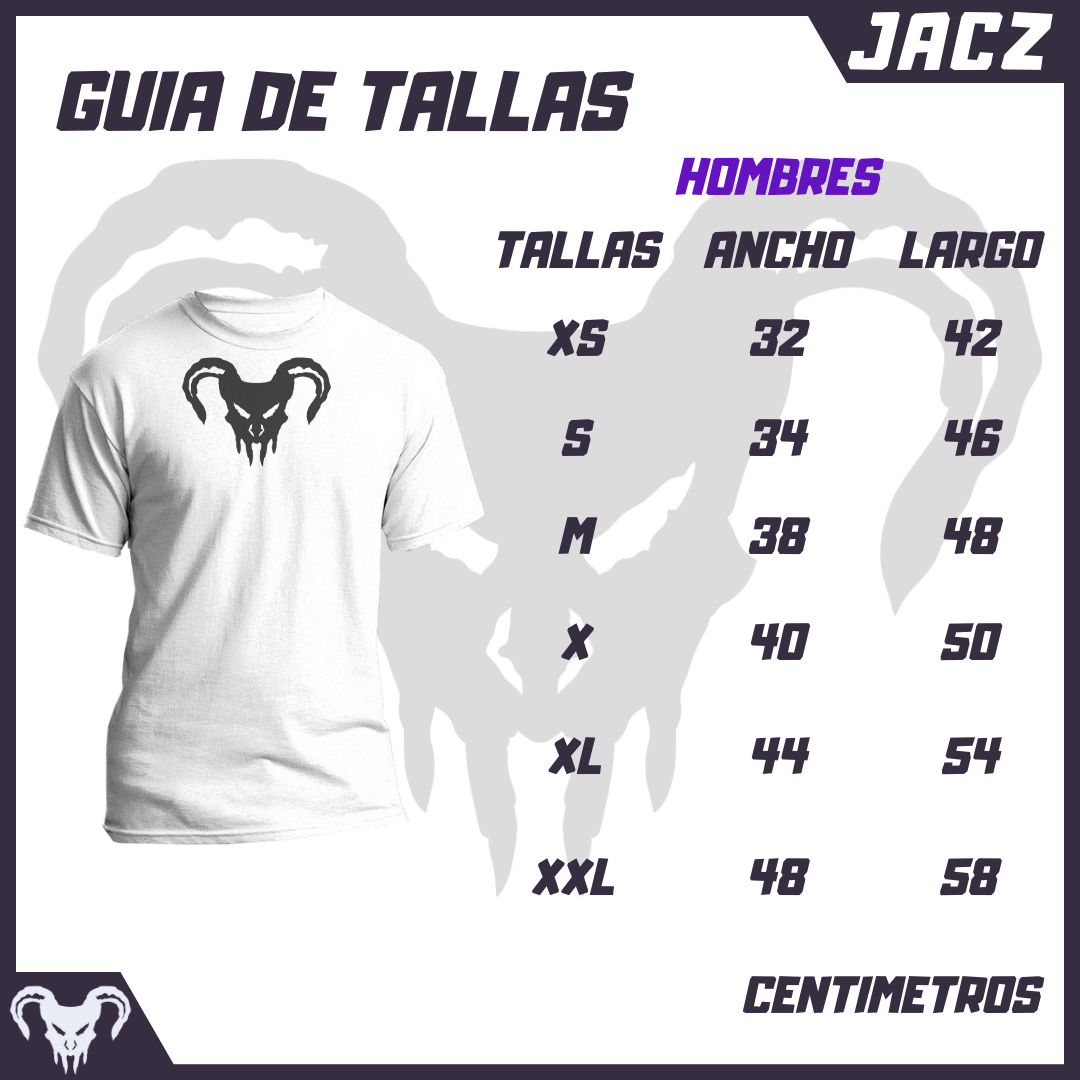 JACZ
GUIA DE TALLAS
HOMBRES
TALLAS ANCHO LARGO
XS 32 42
S 34 46
M 38 48
X 40 50
XL 44 54
XXL 48 58
CENTIMETROS